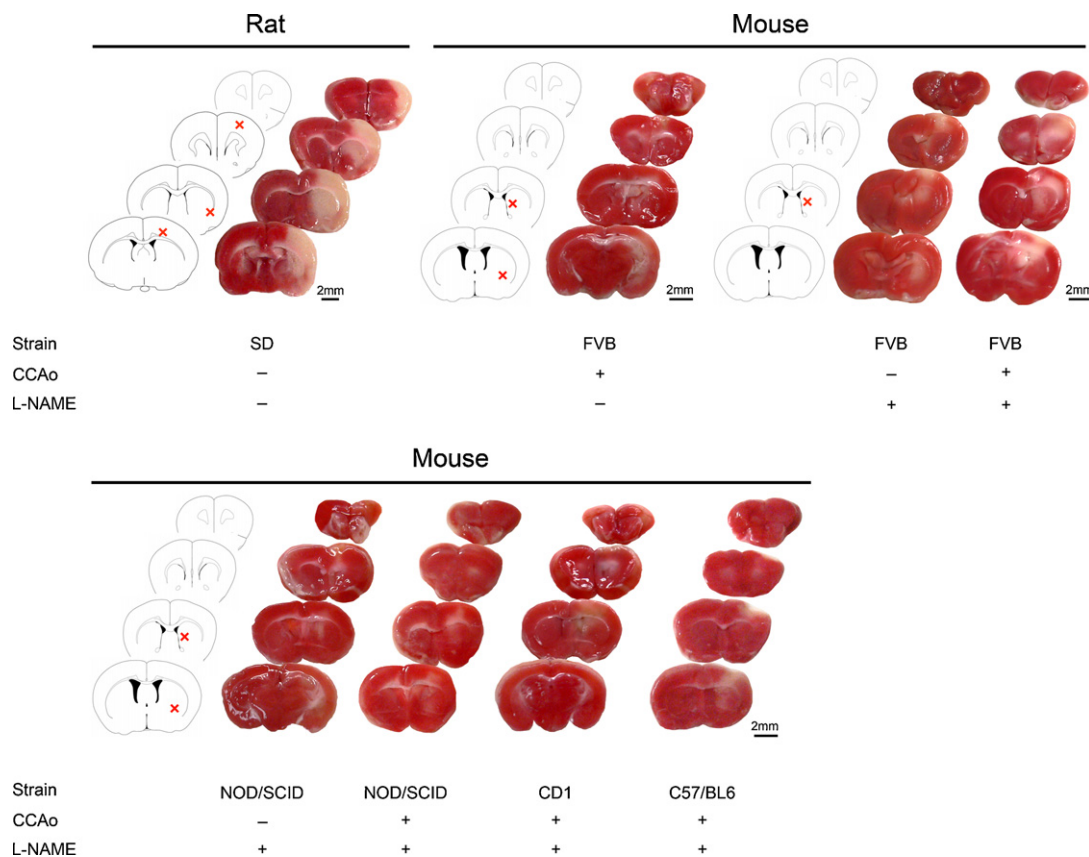 Rat Mouse
2mm 2mm 2mm
Strain SD FVB FVB FVB
CCAo – + – +
L-NAME – – + +
Mouse
2mm
Strain NOD/SCID NOD/SCID CD1 C57/BL6
CCAo – + + +
L-NAME + + + +